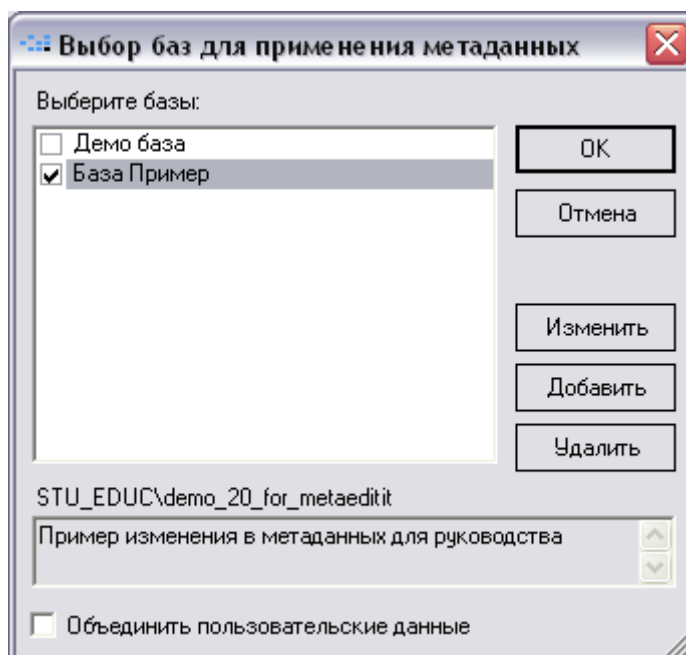 Выбор баз для применения метаданных
Выберите базы:
Демо база
База Пример
OK
Отмена
Изменить
Добавить
Удалить
STU_EDUC\demo_20_for_metaeditit
Пример изменения в метаданных для руководства
Объединить пользовательские данные